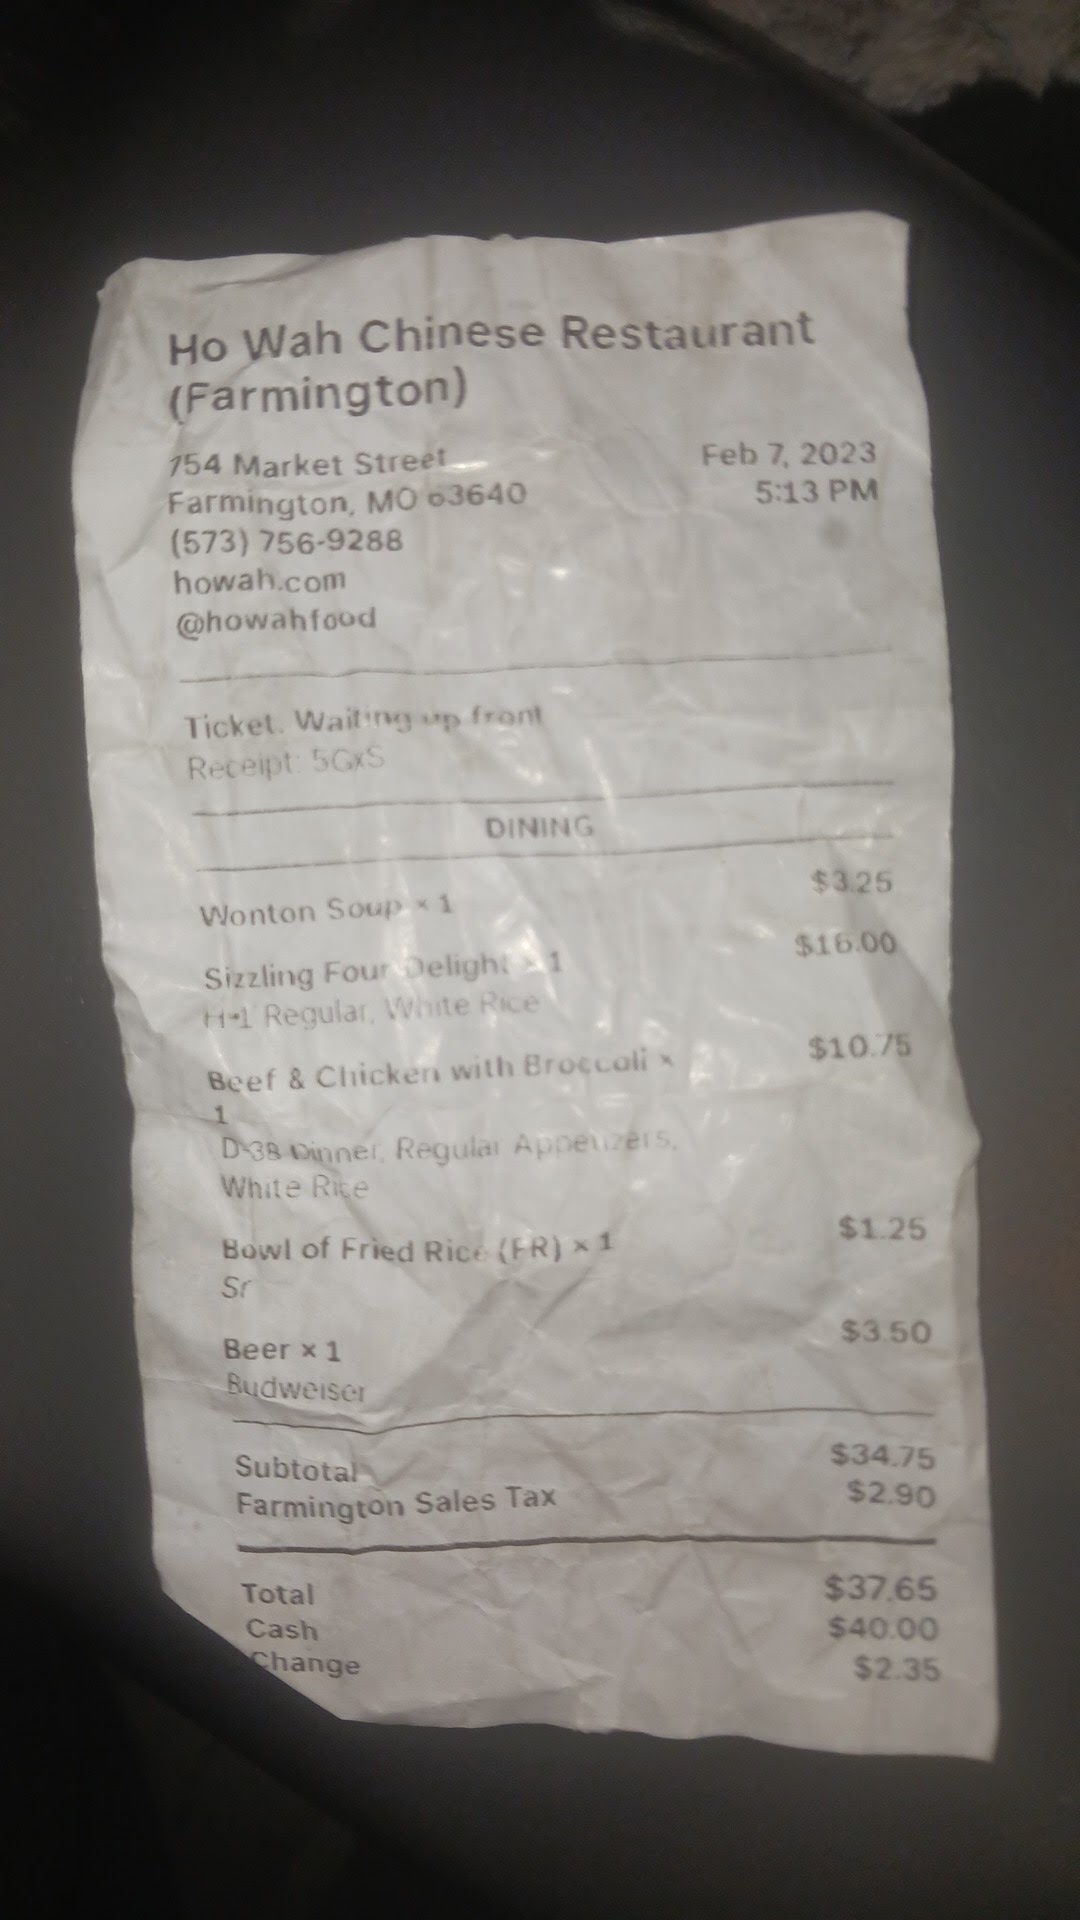 Ho Wah Chinese Restaurant
(Farmington)
754 Market Street
Feb 7, 2023
Farmington, MO 63640
5:13 PM
(573) 756-9288
howah.com
@howahfood
Ticket: Waiting up front
Receipt: 5GxS
DINING
Wonton Soup × 1
$3.25
Sizzling Four Delight × 1
$16.00
H-1 Regular, White Rice
Beef & Chicken with Broccoli ×
$10.75
1
D-38 Dinner, Regular Appetizers,
White Rice
Bowl of Fried Rice (FR) × 1
$1.25
Sr
Beer × 1
$3.50
Budweiser
Subtotal
$34.75
Farmington Sales Tax
$2.90
Total
$37.65
Cash
$40.00
Change
$2.35